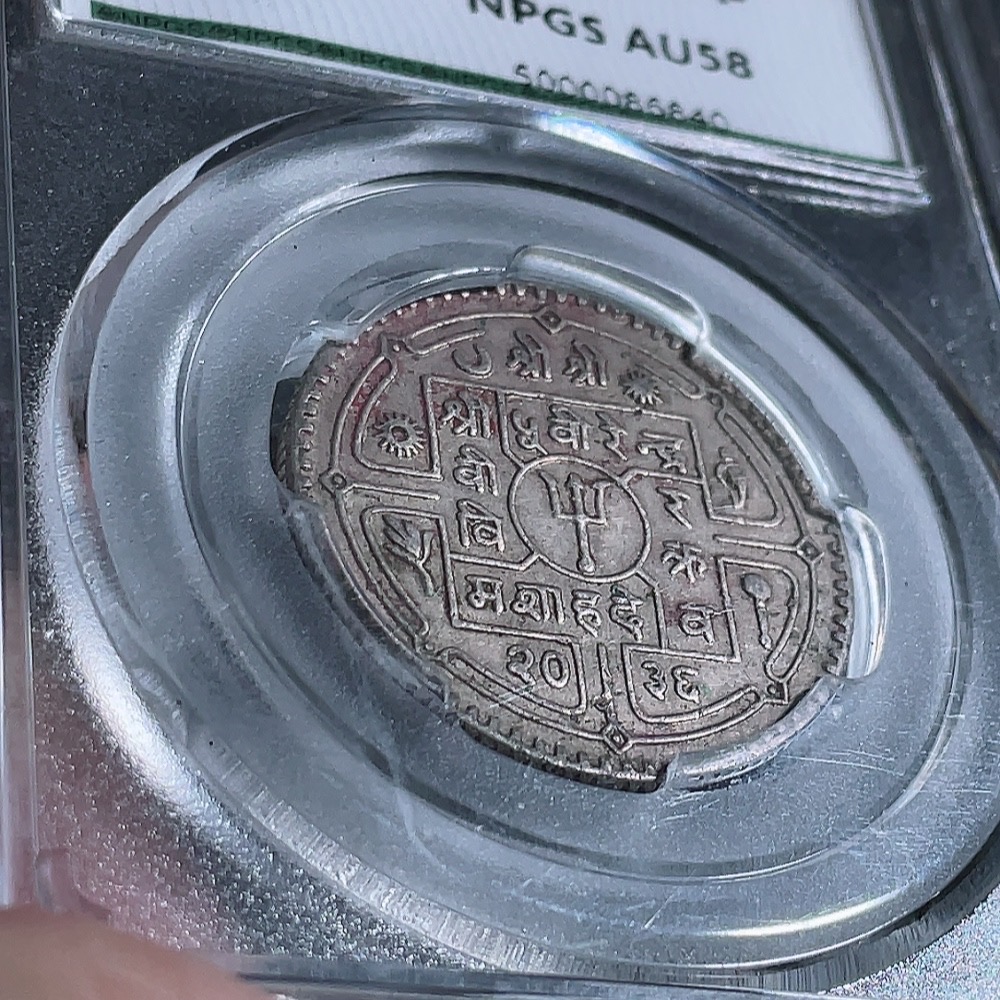 NPGS AU58
5000086840
श्री श्री
श्री ५ वीरेन्द्र
वी र
वि क्र
म शाह दे व
२० ३६